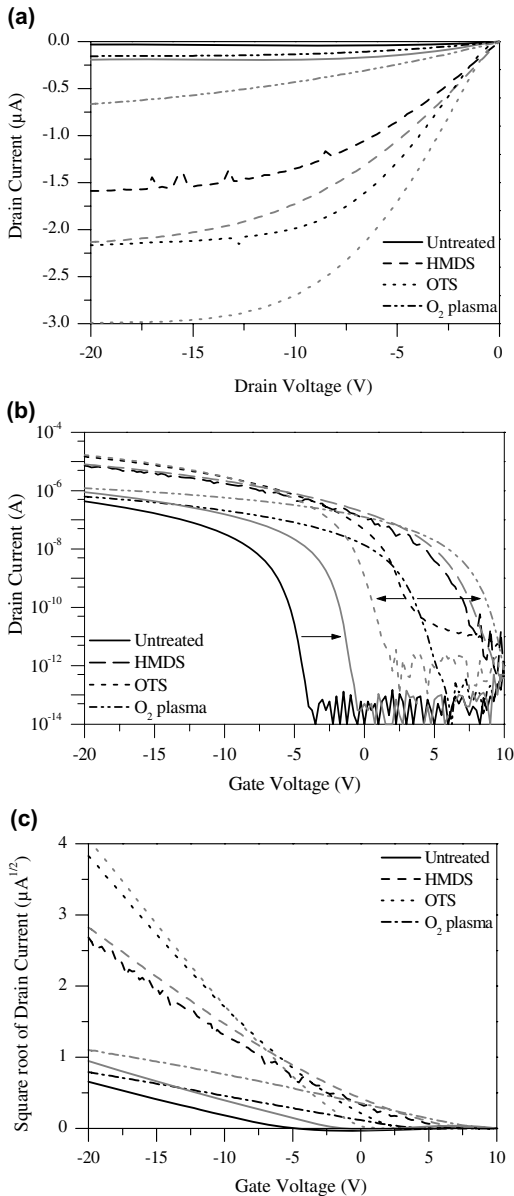 (a)
0.0
-0.5
-1.0
-1.5
-2.0
-2.5
-3.0
Drain Current (µA)
Untreated
HMDS
OTS
O₂ plasma
-20
-15
-10
-5
0
Drain Voltage (V)
(b)
10⁻⁴
10⁻⁶
10⁻⁸
10⁻¹⁰
10⁻¹²
10⁻¹⁴
Drain Current (A)
Untreated
HMDS
OTS
O₂ plasma
-20
-15
-10
-5
0
5
10
Gate Voltage (V)
(c)
4
3
2
1
0
Square root of Drain Current (µA¹/²)
Untreated
HMDS
OTS
O₂ plasma
-20
-15
-10
-5
0
5
10
Gate Voltage (V)